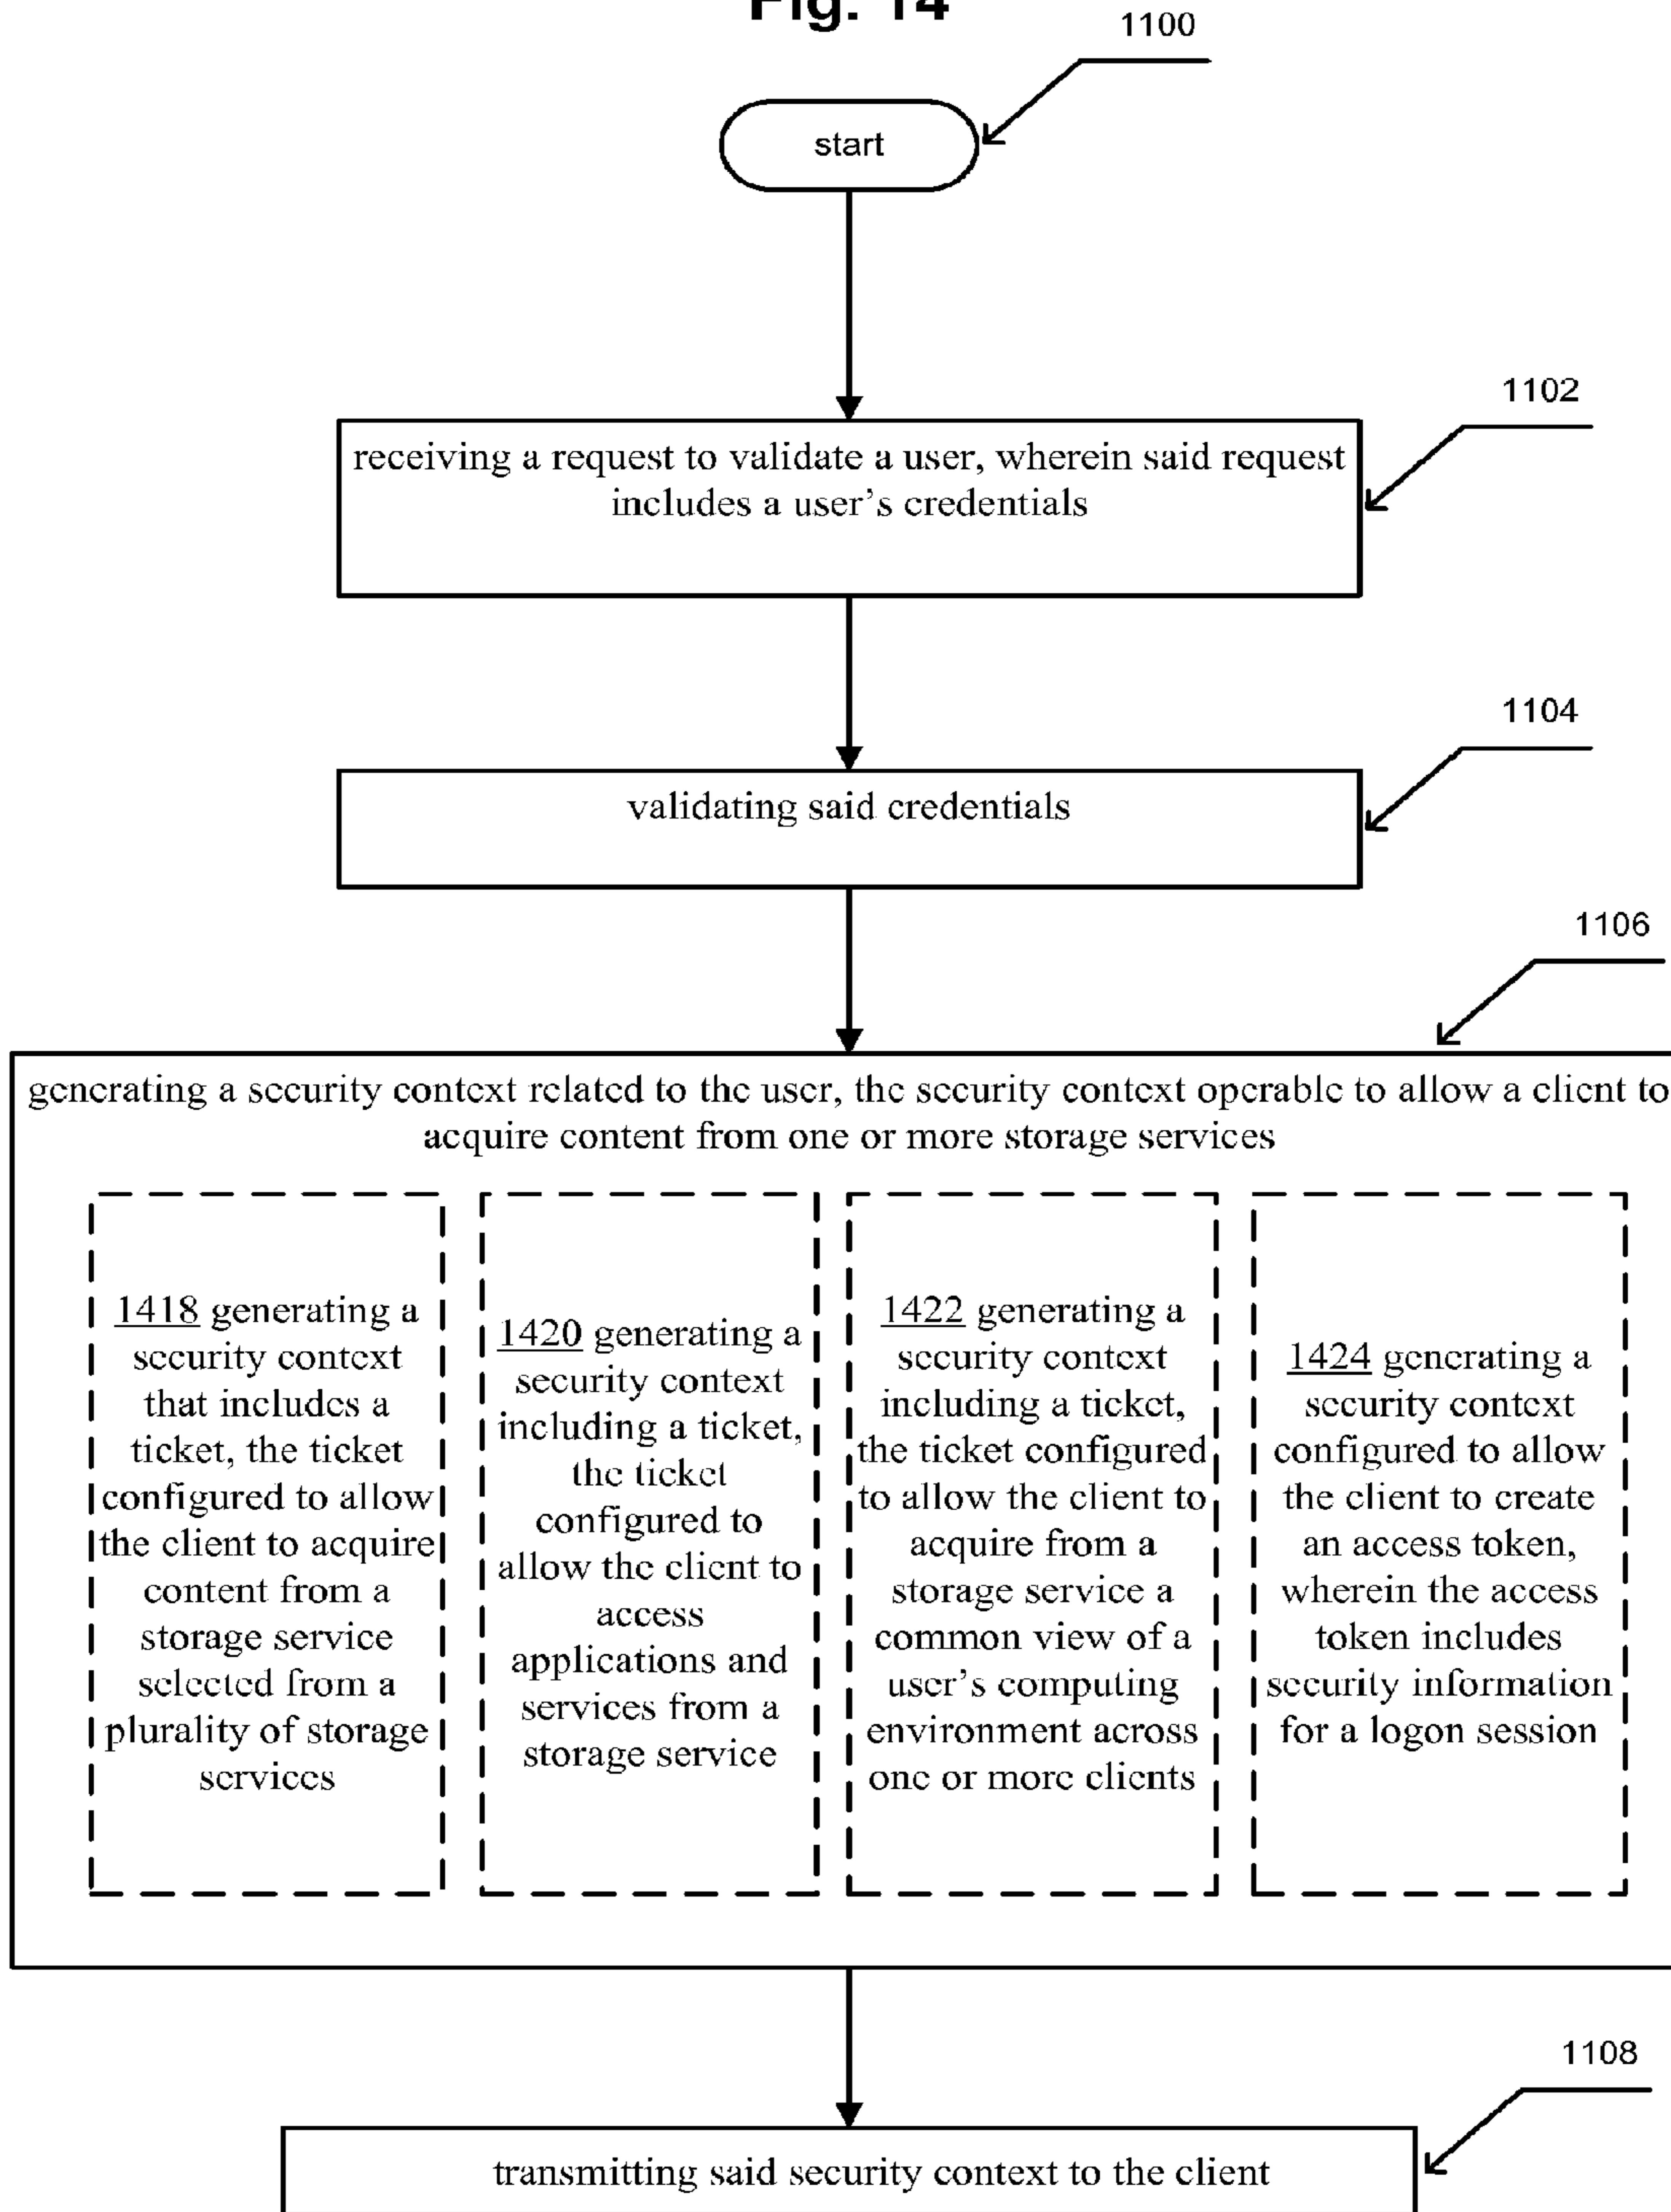 Fig. 14
1100
start
1102
receiving a request to validate a user, wherein said request
includes a user's credentials
1104
validating said credentials
1106
generating a security context related to the user, the security context operable to allow a client to
acquire content from one or more storage services
1418 generating a
security context
that includes a
ticket, the ticket
configured to allow
the client to acquire
content from a
storage service
selected from a
plurality of storage
services
1420 generating a
security context
including a ticket,
the ticket
configured to
allow the client to
access
applications and
services from a
storage service
1422 generating a
security context
including a ticket,
the ticket configured
to allow the client to
acquire from a
storage service a
common view of a
user's computing
environment across
one or more clients
1424 generating a
security context
configured to allow
the client to create
an access token,
wherein the access
token includes
security information
for a logon session
1108
transmitting said security context to the client